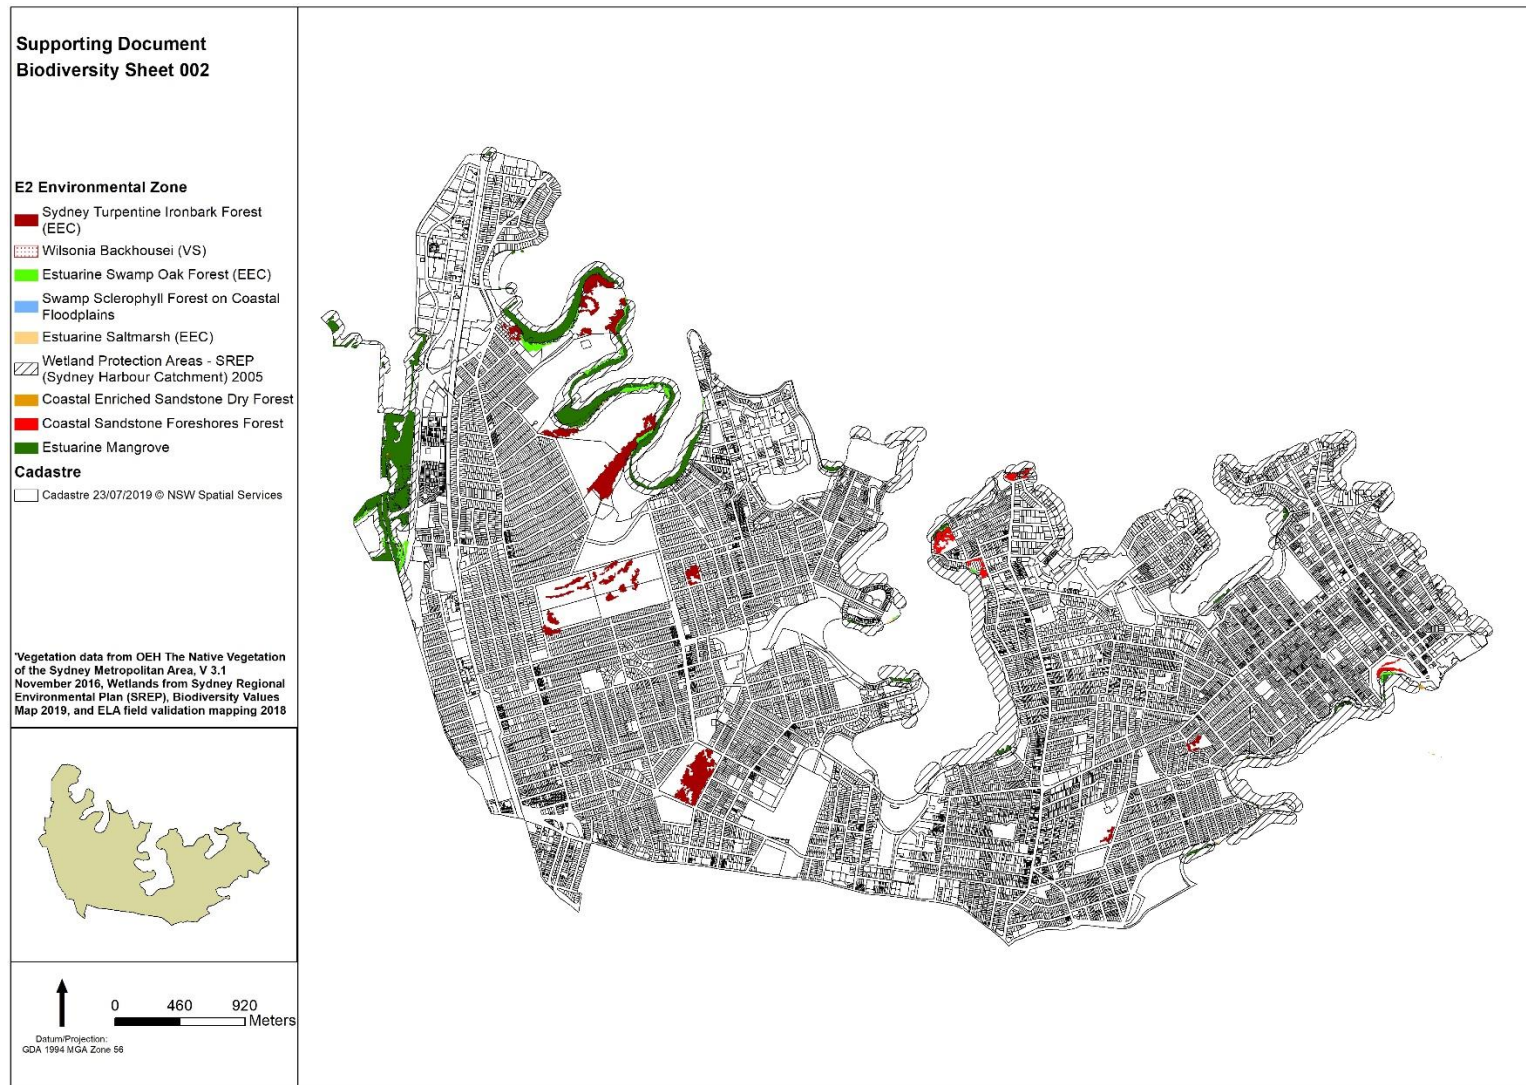 Supporting Document
Biodiversity Sheet 002
E2 Environmental Zone
Sydney Turpentine Ironbark Forest
(EEC)
Wilsonia Backhousei (VS)
Estuarine Swamp Oak Forest (EEC)
Swamp Sclerophyll Forest on Coastal
Floodplains
Estuarine Saltmarsh (EEC)
Wetland Protection Areas - SREP
(Sydney Harbour Catchment) 2005
Coastal Enriched Sandstone Dry Forest
Coastal Sandstone Foreshores Forest
Estuarine Mangrove
Cadastre
Cadastre 23/07/2019 © NSW Spatial Services
'Vegetation data from OEH The Native Vegetation
of the Sydney Metropolitan Area, V 3.1
November 2016, Wetlands from Sydney Regional
Environmental Plan (SREP), Biodiversity Values
Map 2019, and ELA field validation mapping 2018
0 460 920
Meters
Datum/Projection:
GDA 1994 MGA Zone 56